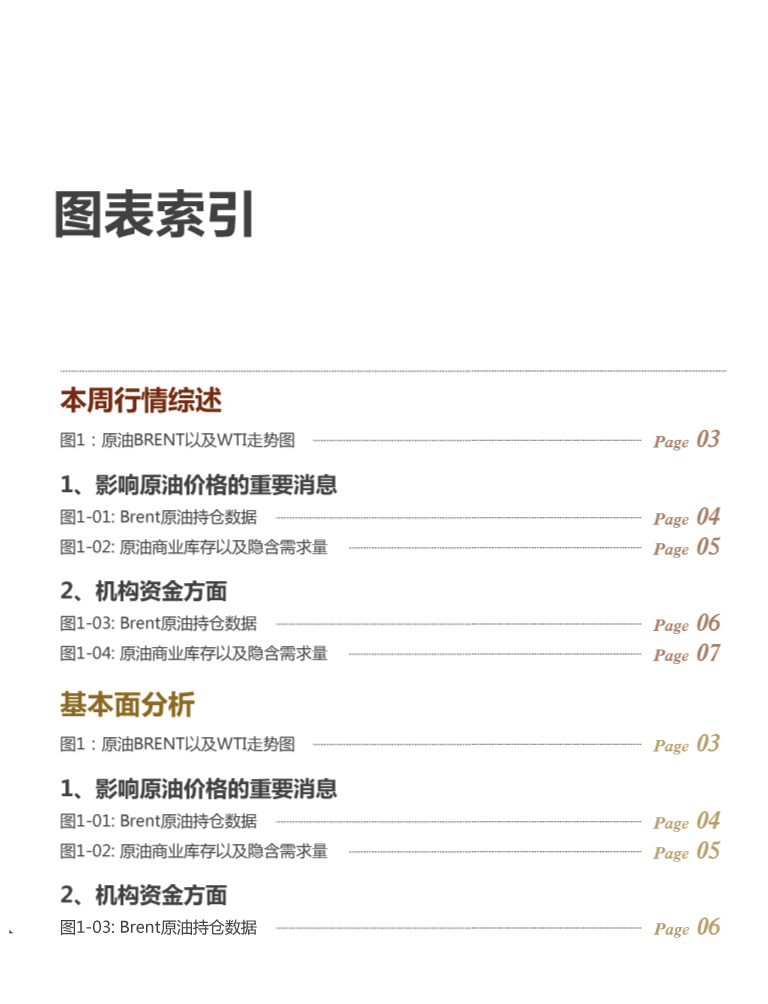 图表索引
本周行情综述
图1：原油BRENT以及WTI走势图 Page 03
1、影响原油价格的重要消息
图1-01: Brent原油持仓数据 Page 04
图1-02: 原油商业库存以及隐含需求量 Page 05
2、机构资金方面
图1-03: Brent原油持仓数据 Page 06
图1-04: 原油商业库存以及隐含需求量 Page 07
基本面分析
图1：原油BRENT以及WTI走势图 Page 03
1、影响原油价格的重要消息
图1-01: Brent原油持仓数据 Page 04
图1-02: 原油商业库存以及隐含需求量 Page 05
2、机构资金方面
图1-03: Brent原油持仓数据 Page 06